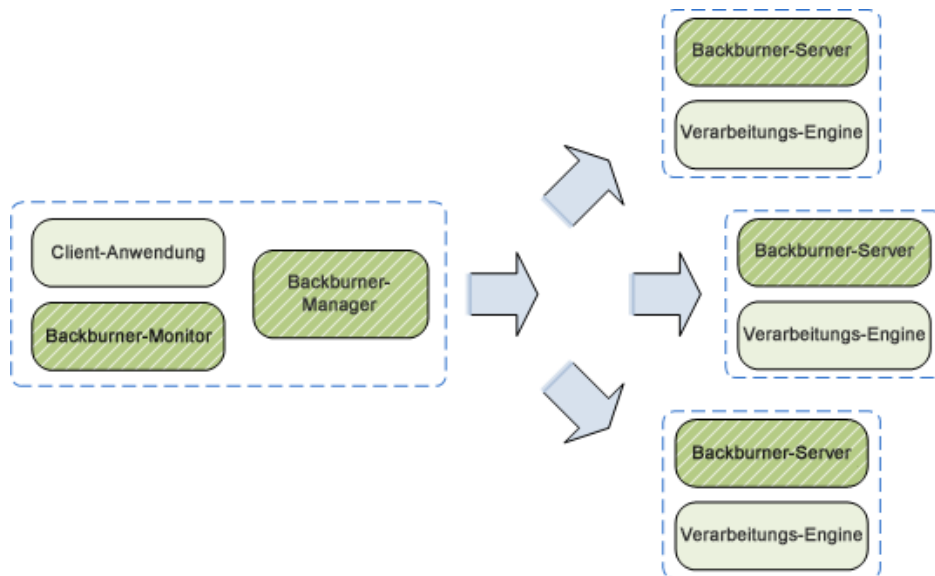 Client-Anwendung
Backburner-Monitor
Backburner-
Manager
Backburner-Server
Verarbeitungs-Engine
Backburner-Server
Verarbeitungs-Engine
Backburner-Server
Verarbeitungs-Engine